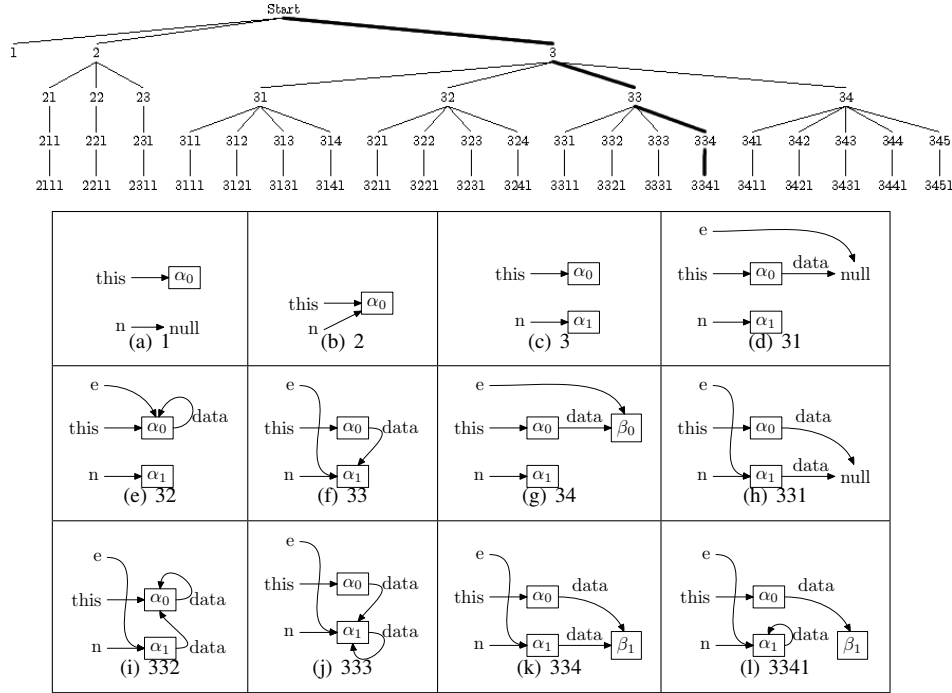 Start
1 2 3
21 22 23 31 32 33 34
211 221 231 311 312 313 314 321 322 323 324 331 332 333 334 341 342 343 344 345
2111 2211 2311 3111 3121 3131 3141 3211 3221 3231 3241 3311 3321 3331 3341 3411 3421 3431 3441 3451
this α₀
n null
(a) 1
this α₀
n
(b) 2
this α₀
n α₁
(c) 3
e
this α₀ data null
n α₁
(d) 31
e
this α₀ data
n α₁
(e) 32
e
this α₀ data
n α₁
(f) 33
e
this α₀ data β₀
n α₁
(g) 34
e
this α₀ data
n α₁ data null
(h) 331
e
this α₀ data
n α₁ data
(i) 332
e
this α₀ data
n α₁ data
(j) 333
e
this α₀ data
n α₁ data β₁
(k) 334
e
this α₀ data
n α₁ data β₁
(l) 3341